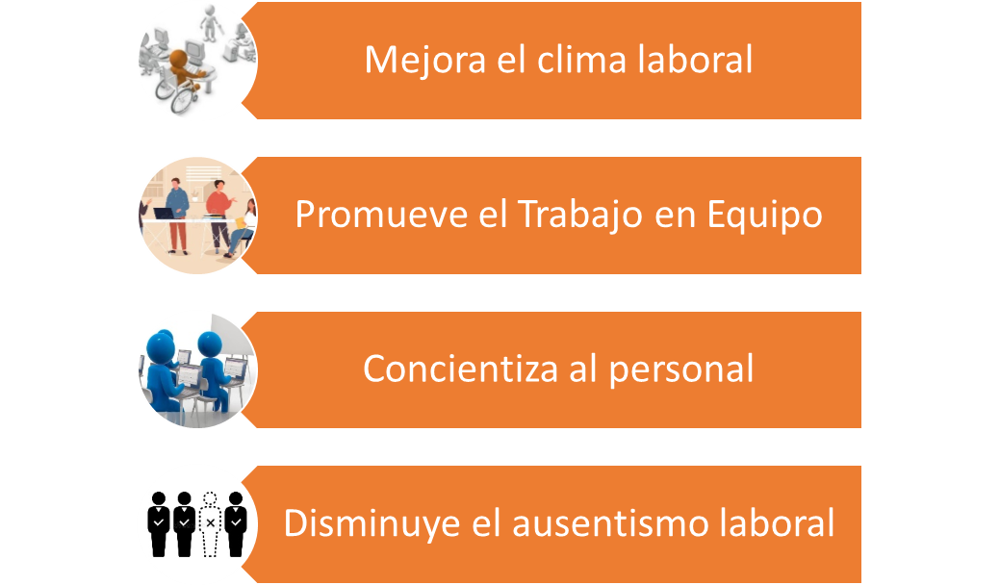 Mejora el clima laboral
Promueve el Trabajo en Equipo
Concientiza al personal
Disminuye el ausentismo laboral